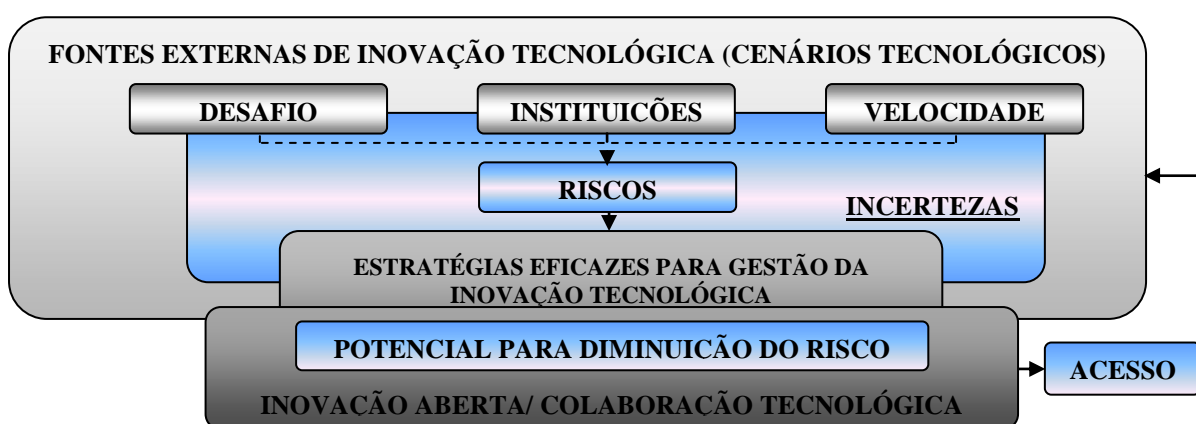 FONTES EXTERNAS DE INOVAÇÃO TECNOLÓGICA (CENÁRIOS TECNOLÓGICOS)
DESAFIO
INSTITUICÕES
VELOCIDADE
RISCOS
INCERTEZAS
ESTRATÉGIAS EFICAZES PARA GESTÃO DA
INOVAÇÃO TECNOLÓGICA
POTENCIAL PARA DIMINUICÃO DO RISCO
ACESSO
INOVAÇÃO ABERTA/ COLABORAÇÃO TECNOLÓGICA